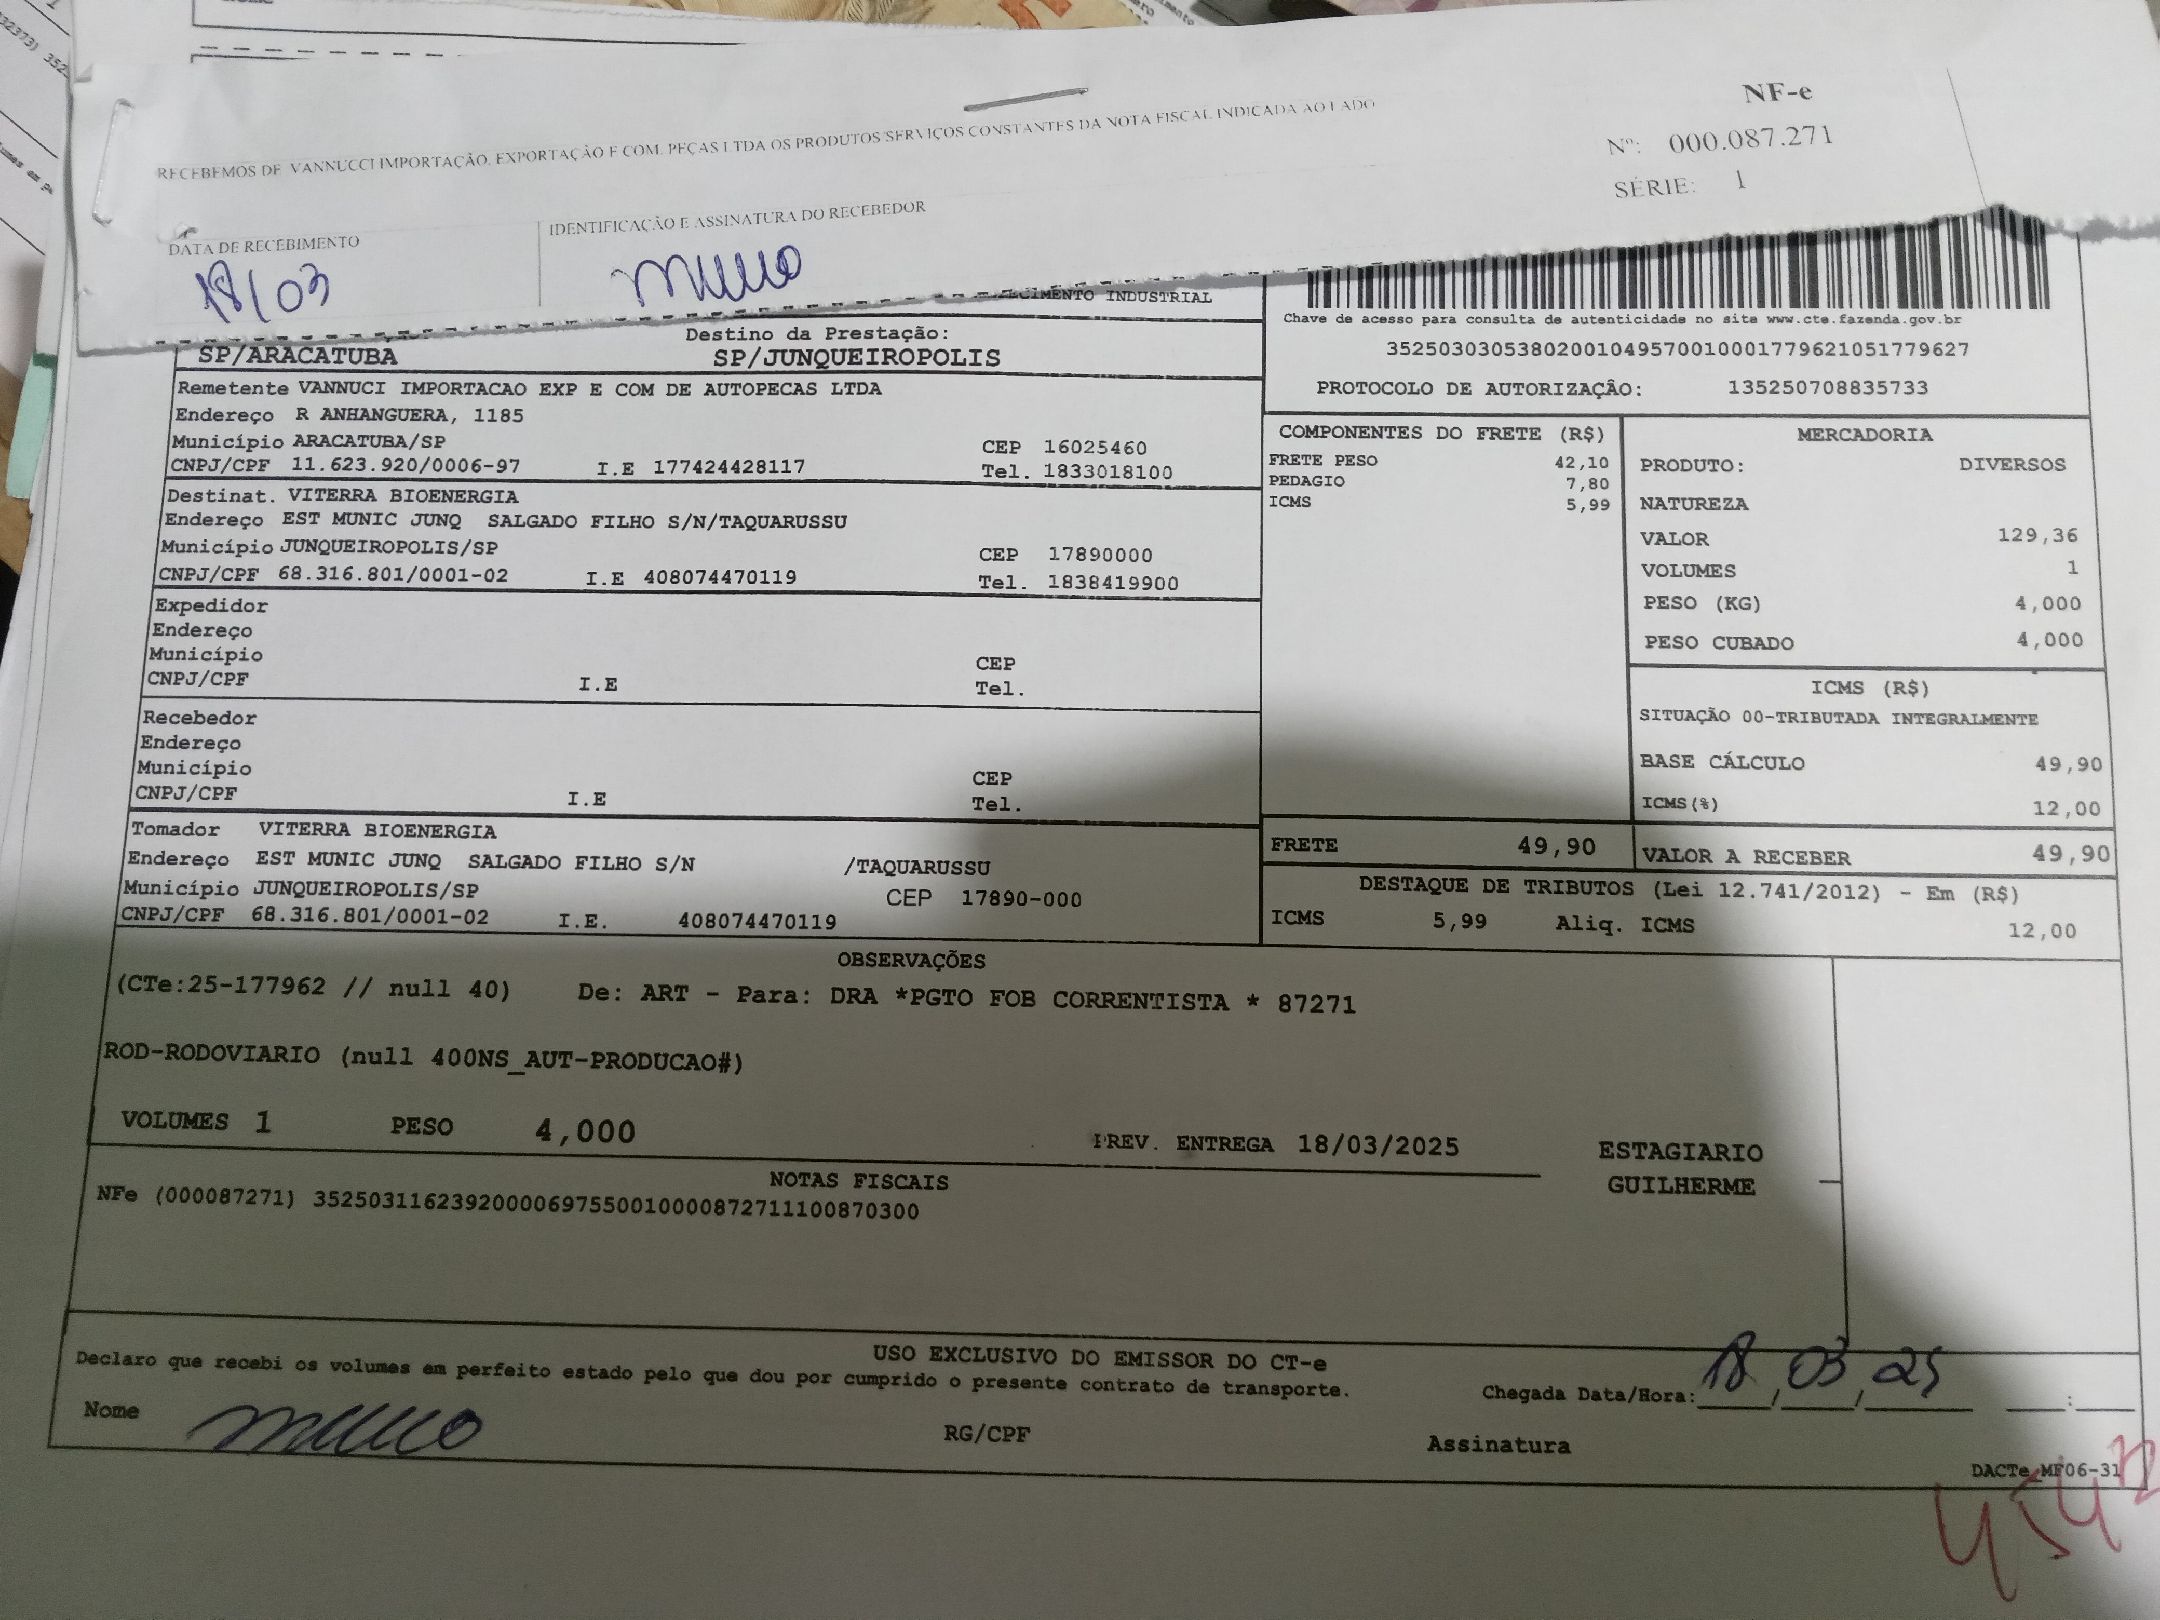 RECEBEMOS DE VANNUCCI IMPORTAÇÃO, EXPORTAÇÃO E COM. PEÇAS LTDA OS PRODUTOS/SERVIÇOS CONSTANTES DA NOTA FISCAL INDICADA AO LADO
NF-e
Nº: 000.087.271
SÉRIE: 1
DATA DE RECEBIMENTO
IDENTIFICAÇÃO E ASSINATURA DO RECEBEDOR
18/03
INDUSTRIAL
Destino da Prestação:
SP/ARACATUBA SP/JUNQUEIROPOLIS
Chave de acesso para consulta de autenticidade no site www.cte.fazenda.gov.br
35250303053802001049570010001779621051779627
PROTOCOLO DE AUTORIZAÇÃO: 135250708835733
Remetente VANNUCI IMPORTACAO EXP E COM DE AUTOPECAS LTDA
Endereço R ANHANGUERA, 1185
Município ARACATUBA/SP CEP 16025460
CNPJ/CPF 11.623.920/0006-97 I.E 177424428117 Tel. 1833018100
Destinat. VITERRA BIOENERGIA
Endereço EST MUNIC JUNQ SALGADO FILHO S/N/TAQUARUSSU
Município JUNQUEIROPOLIS/SP CEP 17890000
CNPJ/CPF 68.316.801/0001-02 I.E 408074470119 Tel. 1838419900
Expedidor
Endereço
Município CEP
CNPJ/CPF I.E Tel.
Recebedor
Endereço
Município CEP
CNPJ/CPF I.E Tel.
Tomador VITERRA BIOENERGIA
Endereço EST MUNIC JUNQ SALGADO FILHO S/N /TAQUARUSSU
Município JUNQUEIROPOLIS/SP CEP 17890-000
CNPJ/CPF 68.316.801/0001-02 I.E. 408074470119
COMPONENTES DO FRETE (R$)
FRETE PESO 42,10
PEDAGIO 7,80
ICMS 5,99
MERCADORIA
PRODUTO: DIVERSOS
NATUREZA
VALOR 129,36
VOLUMES 1
PESO (KG) 4,000
PESO CUBADO 4,000
ICMS (R$)
SITUAÇÃO 00-TRIBUTADA INTEGRALMENTE
BASE CÁLCULO 49,90
ICMS(%) 12,00
FRETE 49,90 VALOR A RECEBER 49,90
DESTAQUE DE TRIBUTOS (Lei 12.741/2012) - Em (R$)
ICMS 5,99 Aliq. ICMS 12,00
OBSERVAÇÕES
(CTe:25-177962 // null 40) De: ART - Para: DRA *PGTO FOB CORRENTISTA * 87271
ROD-RODOVIARIO (null 400NS_AUT-PRODUCAO#)
VOLUMES 1 PESO 4,000 PREV. ENTREGA 18/03/2025
ESTAGIARIO
GUILHERME
NOTAS FISCAIS
NFe (000087271) 35250311623920000697550010000872711100870300
USO EXCLUSIVO DO EMISSOR DO CT-e
Declaro que recebi os volumes em perfeito estado pelo que dou por cumprido o presente contrato de transporte.
Chegada Data/Hora: 18/03/25 :
Nome RG/CPF Assinatura
DACTe_MF06-31